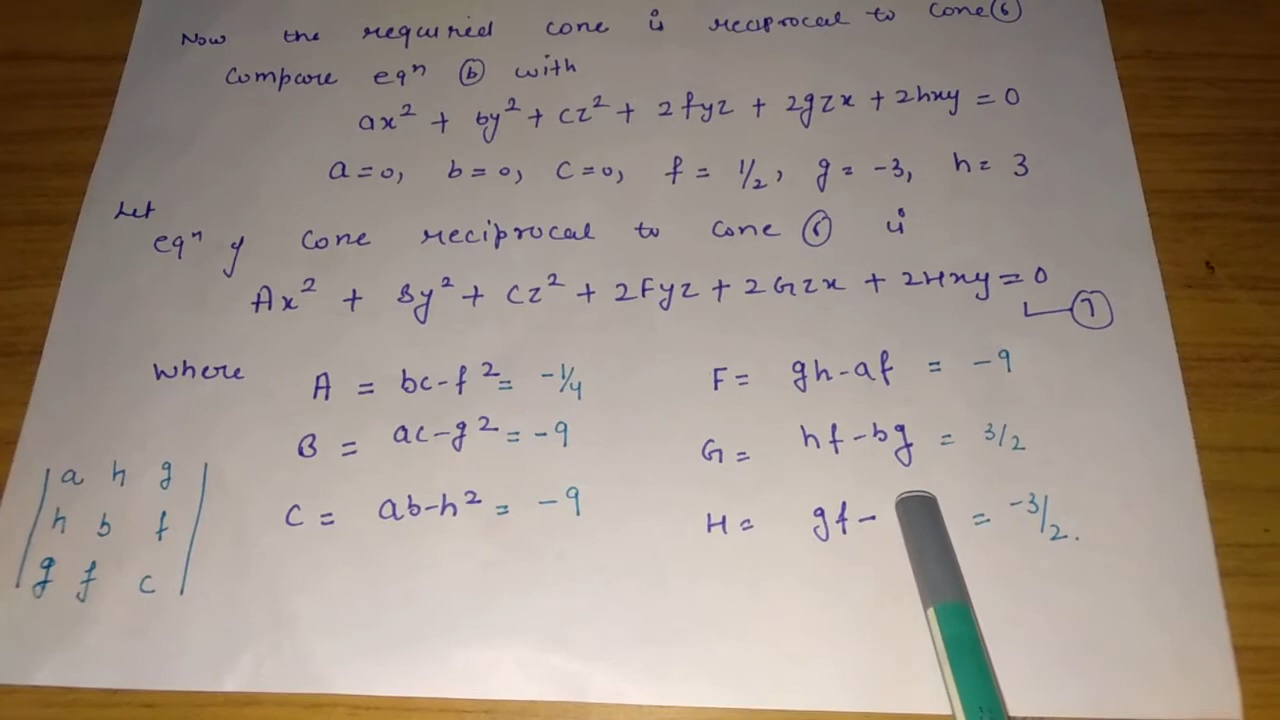 Now the required cone is reciprocal to cone ⑥
Compare eqⁿ ⑥ with
ax² + by² + cz² + 2fyz + 2gzx + 2hxy = 0
a=0, b=0, c=0, f = 1/2, g = -3, h = 3
Let
eqⁿ of cone reciprocal to cone ⑥ is
Ax² + By² + Cz² + 2Fyz + 2Gzx + 2Hxy = 0
⑦
Where A = bc-f² = -1/4 F = gh-af = -9
B = ac-g² = -9 G = hf-bg = 3/2
C = ab-h² = -9 H = gf- = -3/2.
a h g
h b f
g f c